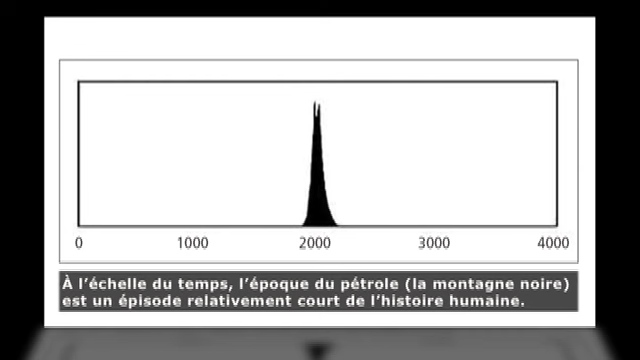 0 1000 2000 3000 4000
À l’échelle du temps, l’époque du pétrole (la montagne noire)
est un épisode relativement court de l’histoire humaine.